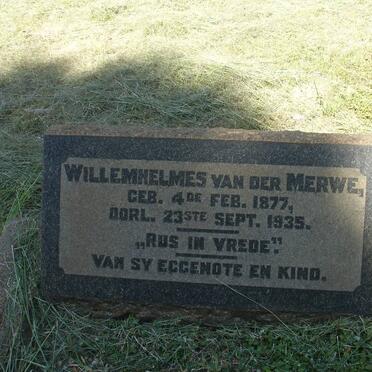 WILLEMHELMES VAN DER MERWE,
GEB. 4DE FEB. 1877,
OORL. 23STE SEPT. 1935.
„RUS IN VREDE."
VAN SY EGGENOTE EN KIND.